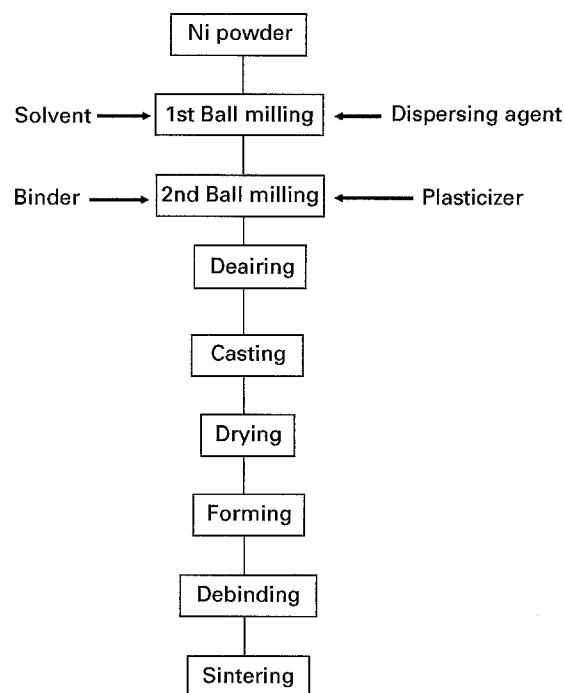 Ni powder
Solvent
1st Ball milling
Dispersing agent
Binder
2nd Ball milling
Plasticizer
Deairing
Casting
Drying
Forming
Debinding
Sintering